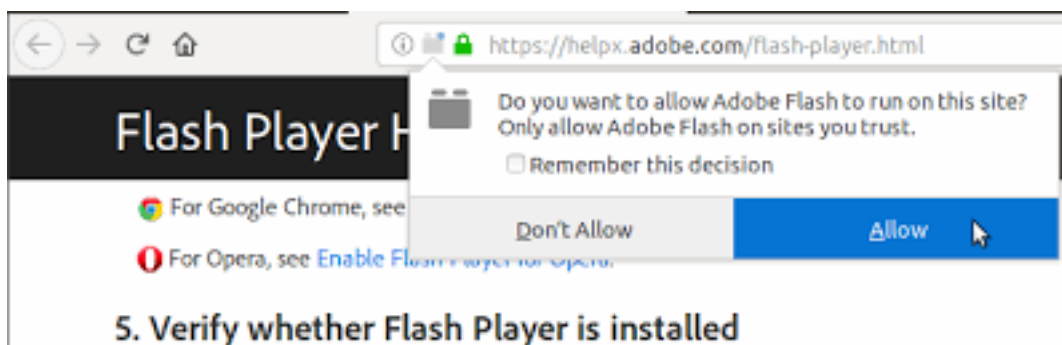 https://helpx.adobe.com/flash-player.html
Do you want to allow Adobe Flash to run on this site?
Only allow Adobe Flash on sites you trust.
Remember this decision
Don't Allow
Allow
Flash Player
For Google Chrome, see
For Opera, see Enable Flash Player for Opera.
5. Verify whether Flash Player is installed